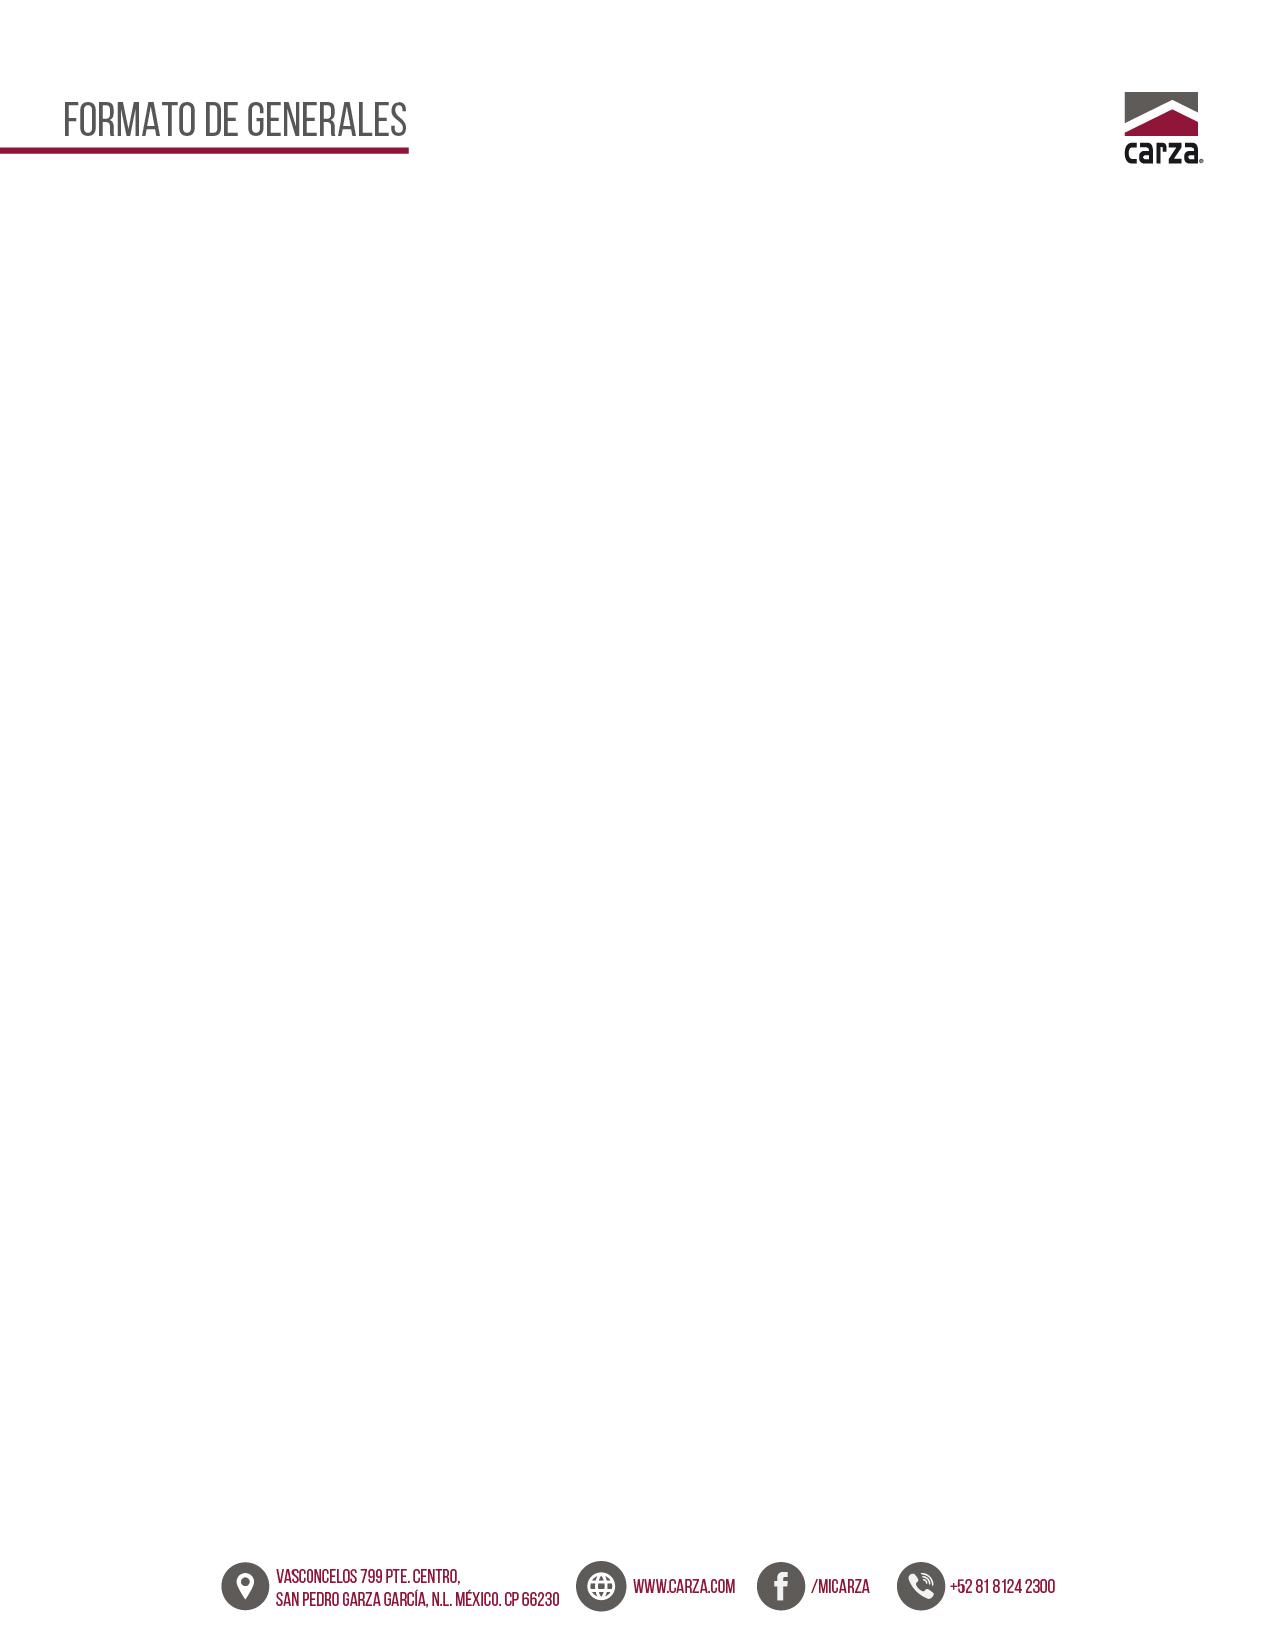 FORMATO DE GENERALES
carza®
VASCONCELOS 799 PTE. CENTRO,
SAN PEDRO GARZA GARCÍA, N.L. MÉXICO. CP 66230
WWW.CARZA.COM
/MICARZA
+52 81 8124 2300